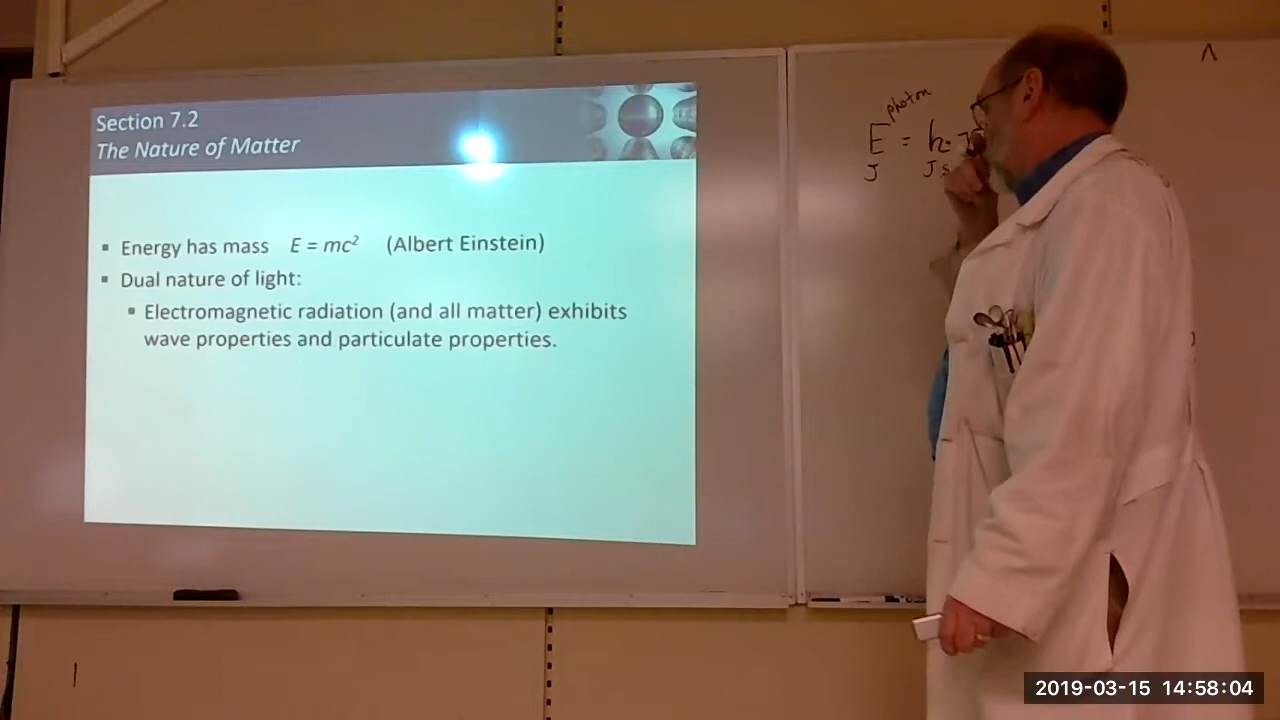 Section 7.2
The Nature of Matter
▪ Energy has mass E = mc² (Albert Einstein)
▪ Dual nature of light:
▪ Electromagnetic radiation (and all matter) exhibits
wave properties and particulate properties.
photon
E = h·
J J s
2019-03-15 14:58:04